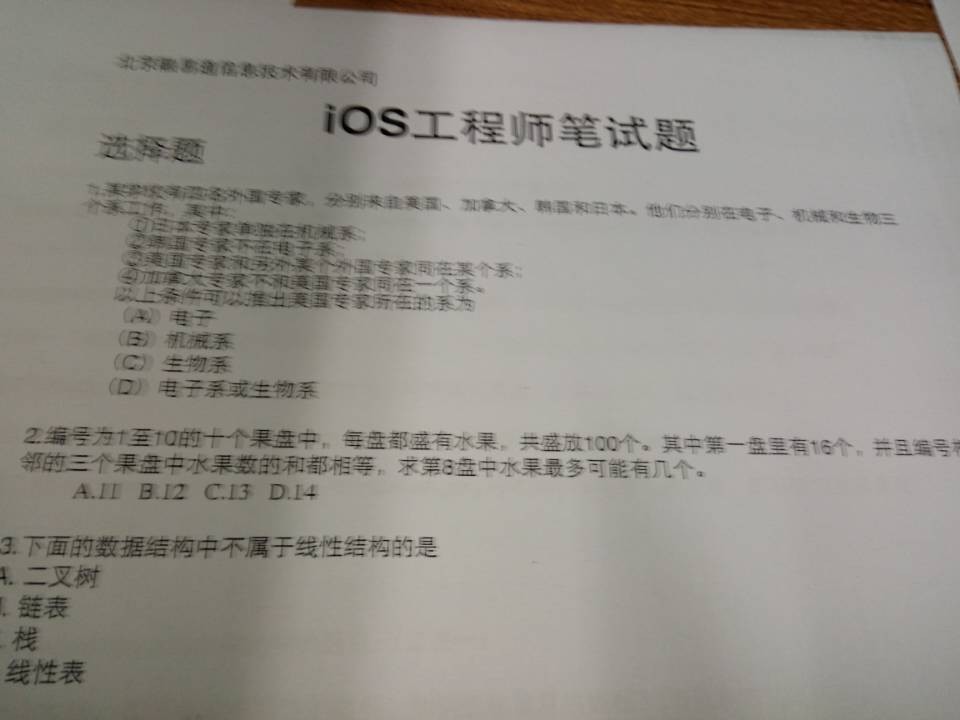 北京融易通信息技术有限公司
iOS工程师笔试题
选择题
1.某学校有四名外国专家,分别来自美国、加拿大、韩国和日本。他们分别在电子、机械和生物三
个系工作,其中:
①日本专家单独在机械系;
②韩国专家不在电子系;
③美国专家和另外某个外国专家同在某个系;
④加拿大专家不和美国专家同在一个系。
以上条件可以推出美国专家所在的系为
(A) 电子
(B) 机械系
(C) 生物系
(D) 电子系或生物系
2.编号为1至10的十个果盘中,每盘都盛有水果,共盛放100个。其中第一盘里有16个,并且编号相
邻的三个果盘中水果数的和都相等,求第8盘中水果最多可能有几个。
A.11 B.12 C.13 D.14
3.下面的数据结构中不属于线性结构的是
A. 二叉树
链表
栈
线性表